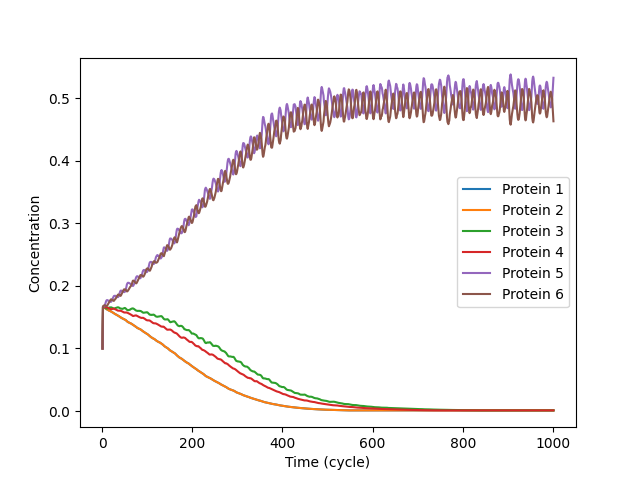 0.5
0.4
0.3
0.2
0.1
0.0
Concentration
Protein 1
Protein 2
Protein 3
Protein 4
Protein 5
Protein 6
0 200 400 600 800 1000
Time (cycle)